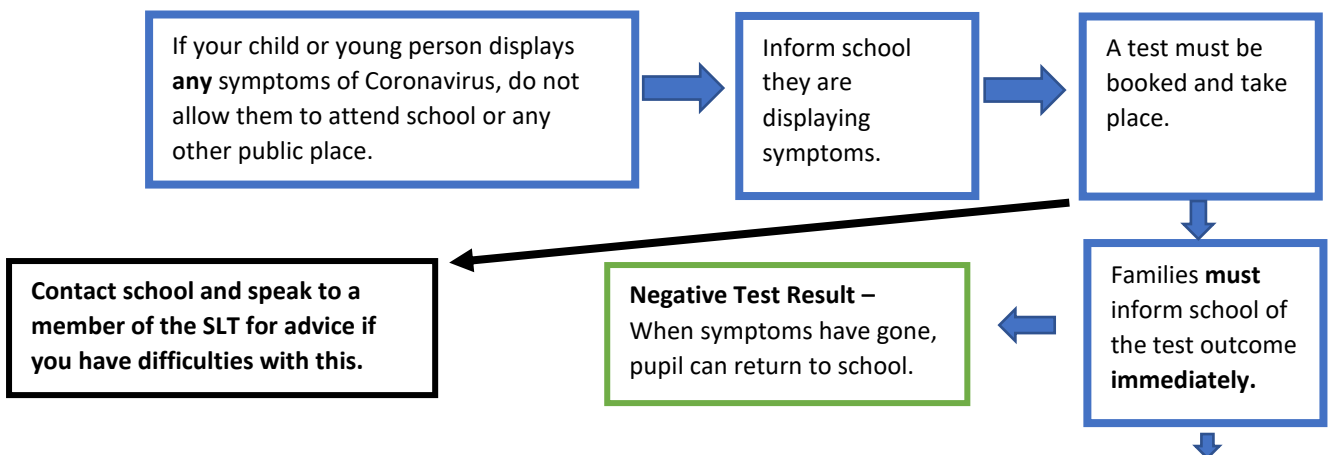 If your child or young person displays
any symptoms of Coronavirus, do not
allow them to attend school or any
other public place.
Inform school
they are
displaying
symptoms.
A test must be
booked and take
place.
Contact school and speak to a
member of the SLT for advice if
you have difficulties with this.
Negative Test Result –
When symptoms have gone,
pupil can return to school.
Families must
inform school of
the test outcome
immediately.